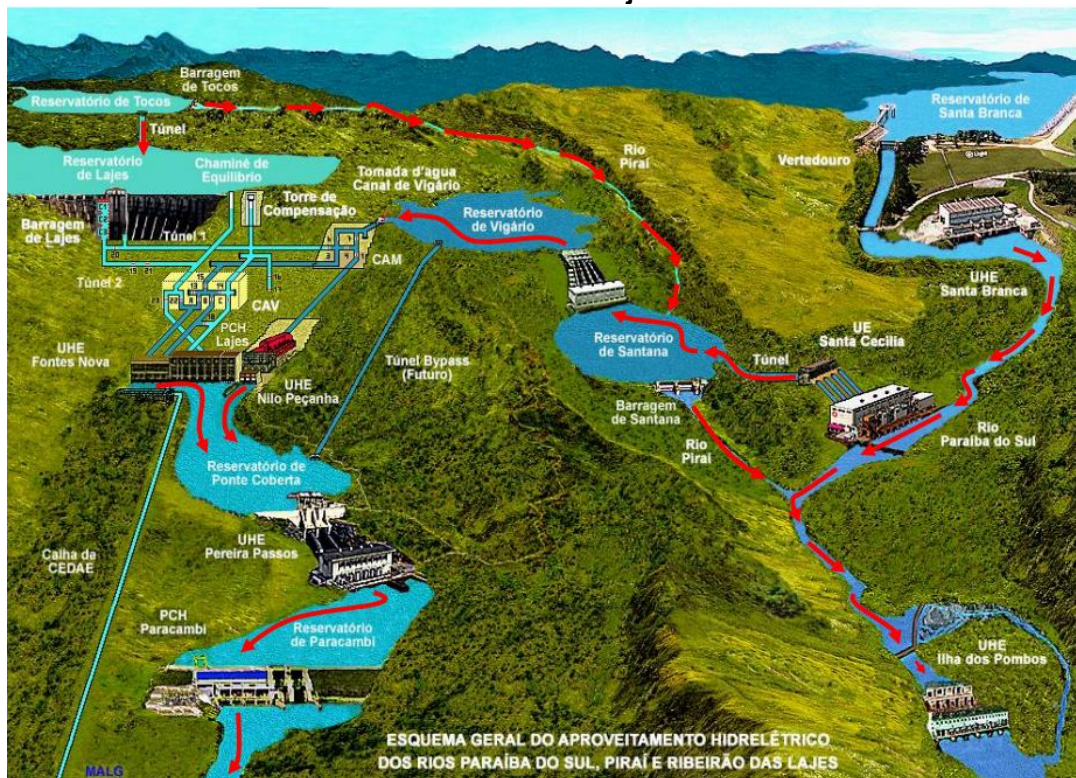 Barragem
de Tocos
Reservatório de Tocos
Túnel
Reservatório
de Lajes
Chaminé de
Equilíbrio
Reservatório de
Santa Branca
Vertedouro
Rio
Piraí
Tomada d'agua
Canal de Vigário
Torre de
Compensação
Barragem
de Lajes
Túnel 1
Reservatório
de Vigário
CAM
Túnel 2
CAV
UHE
Santa Branca
PCH
Lajes
UHE
Fontes Nova
UHE
Nilo Peçanha
Túnel Bypass
(Futuro)
Reservatório
de Santana
Túnel
UE
Santa Cecília
Barragem
de Santana
Rio
Piraí
Rio
Paraíba do Sul
Reservatório de
Ponte Coberta
UHE
Pereira Passos
Calha da
CEDAE
PCH
Paracambi
Reservatório
de Paracambi
UHE
Ilha dos Pombos
ESQUEMA GERAL DO APROVEITAMENTO HIDRELÉTRICO
DOS RIOS PARAÍBA DO SUL, PIRAÍ E RIBEIRÃO DAS LAJES
MALG